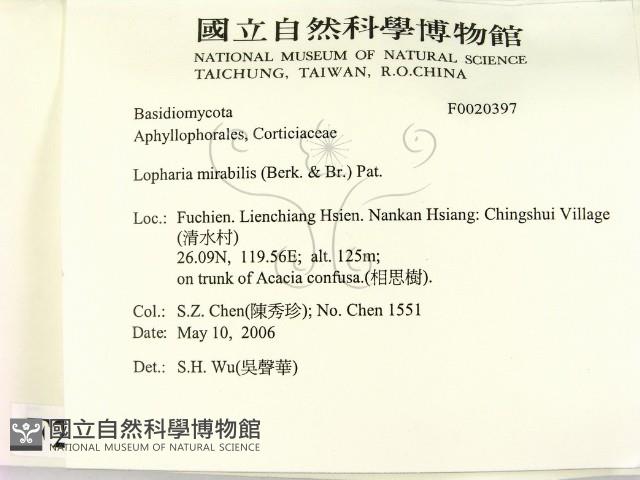 國立自然科學博物館
NATIONAL MUSEUM OF NATURAL SCIENCE
TAICHUNG, TAIWAN, R.O.CHINA
Basidiomycota F0020397
Aphyllophorales, Corticiaceae
Lopharia mirabilis (Berk. & Br.) Pat.
Loc.: Fuchien. Lienchiang Hsien. Nankan Hsiang: Chingshui Village
(清水村)
26.09N, 119.56E; alt. 125m;
on trunk of Acacia confusa.(相思樹).
Col.: S.Z. Chen(陳秀珍); No. Chen 1551
Date: May 10, 2006
Det.: S.H. Wu(吳聲華)
國立自然科學博物館
NATIONAL MUSEUM OF NATURAL SCIENCE